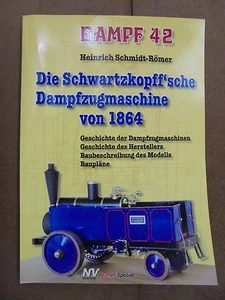 DAMPF 42
Heinrich Schmidt-Römer
Die Schwartzkopff'sche
Dampfzugmaschine
von 1864
Geschichte der Dampfzugmaschinen
Geschichte des Herstellers
Baubeschreibung des Modells
Baupläne
NV Dampf-Spezial